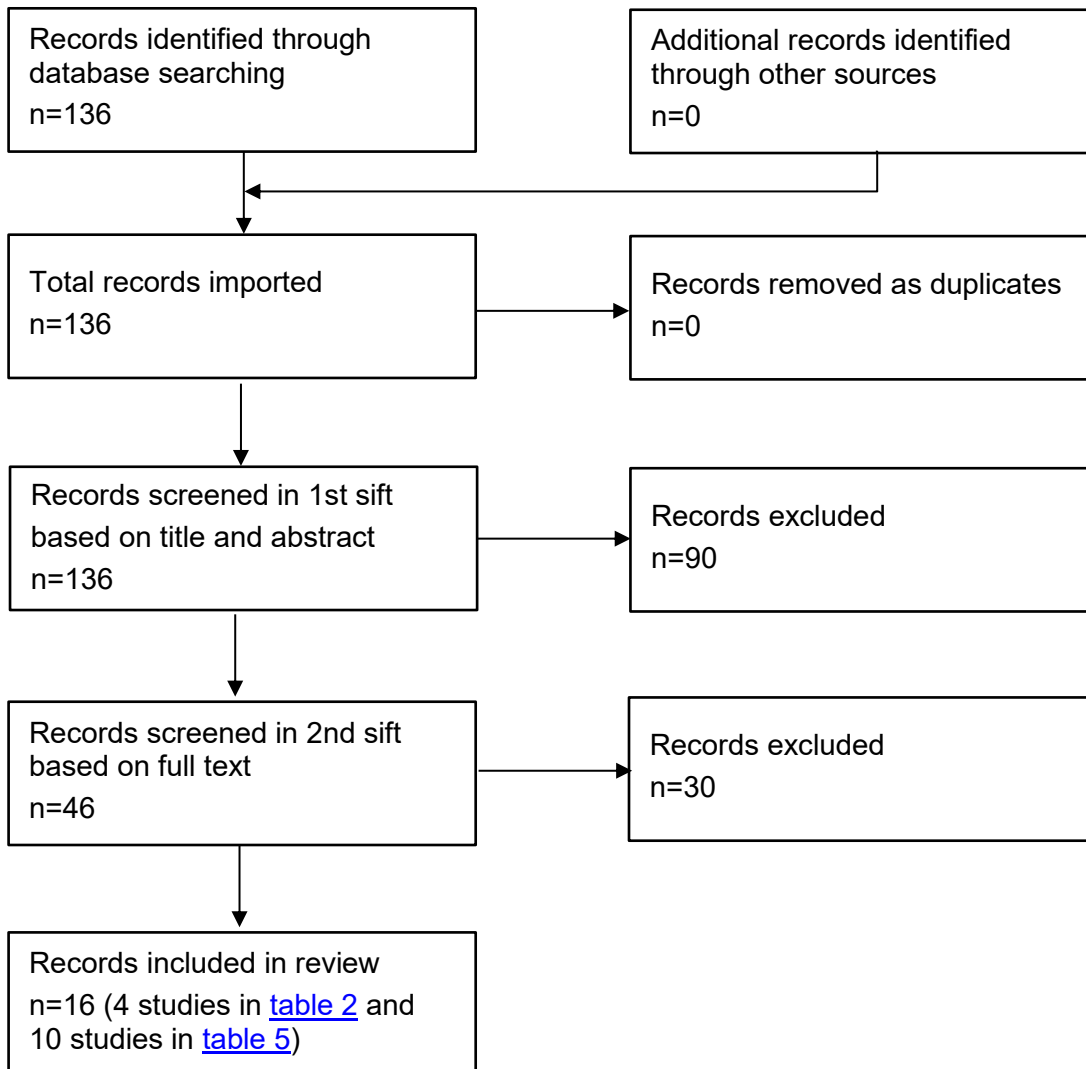 Records identified through
database searching
n=136
Additional records identified
through other sources
n=0
Total records imported
n=136
Records removed as duplicates
n=0
Records screened in 1st sift
based on title and abstract
n=136
Records excluded
n=90
Records screened in 2nd sift
based on full text
n=46
Records excluded
n=30
Records included in review
n=16 (4 studies in table 2 and
10 studies in table 5)